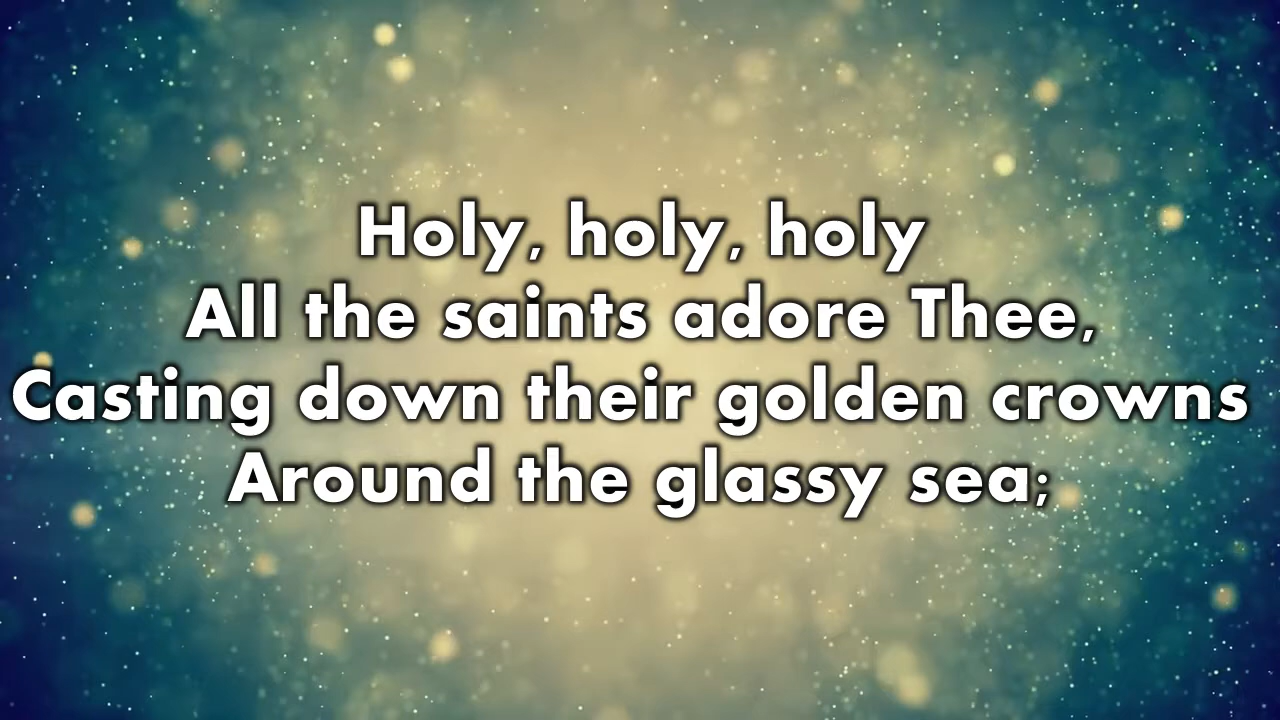 Holy, holy, holy
All the saints adore Thee,
Casting down their golden crowns
Around the glassy sea;